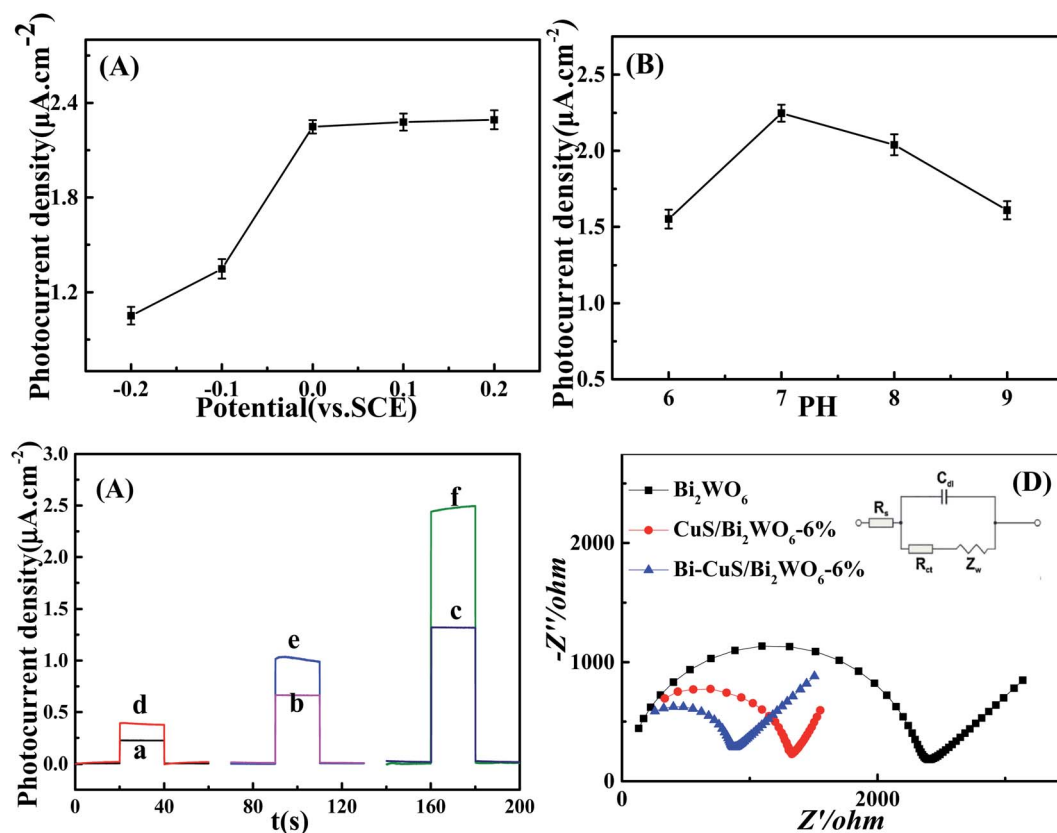 (A)
Photocurrent density(μA.cm⁻²)
2.4
1.8
1.2
-0.2 -0.1 0.0 0.1 0.2
Potential(vs.SCE)
(B)
Photocurrent density(μA.cm⁻²)
2.5
2.0
1.5
1.0
0.5
6 7 8 9
PH
(A)
Photocurrent density(μA.cm⁻²)
3.0
2.5
2.0
1.5
1.0
0.5
0.0
d
a
e
b
f
c
0 40 80 120 160 200
t(s)
(D)
-Z''/ohm
2000
1000
0
Bi₂WO₆
CuS/Bi₂WO₆-6%
Bi-CuS/Bi₂WO₆-6%
Rₛ
C_dl
R_ct
Z_w
0 2000
Z'/ohm